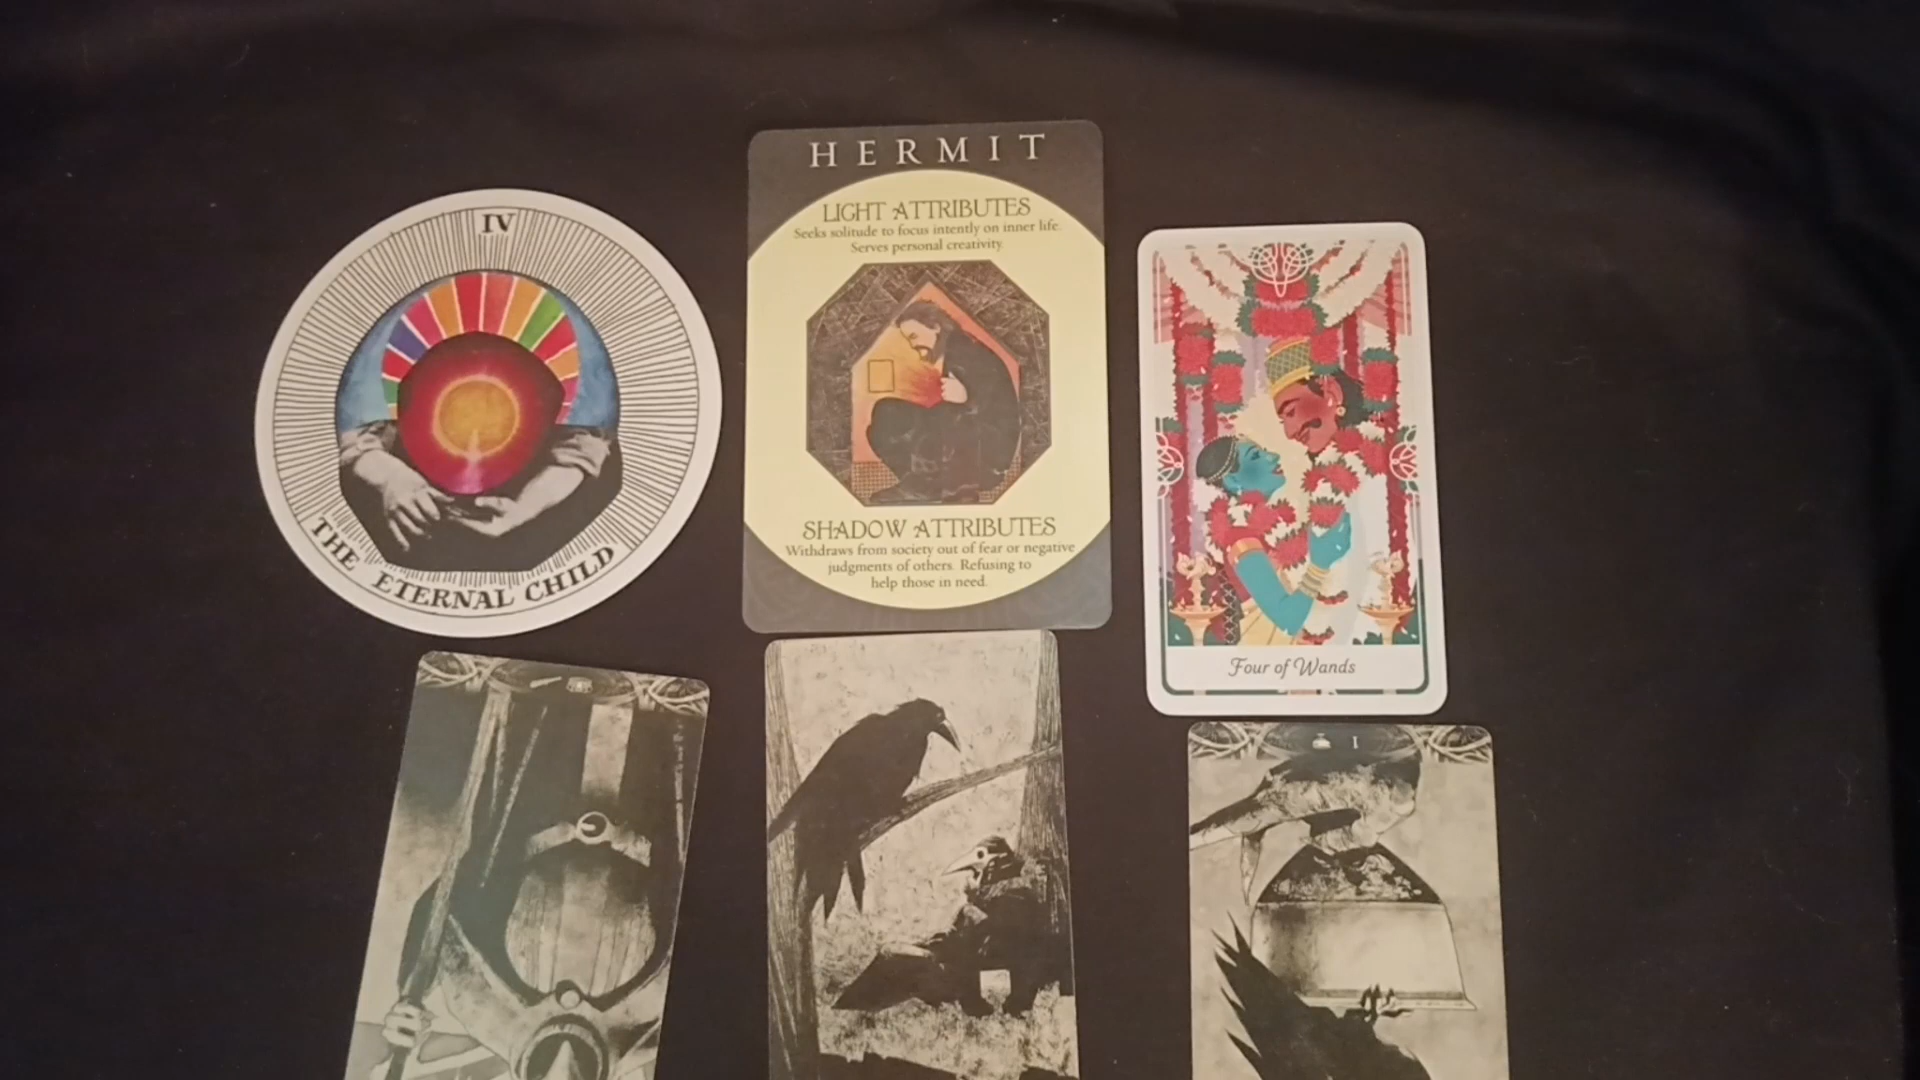 IV
THE ETERNAL CHILD
HERMIT
LIGHT ATTRIBUTES
Seeks solitude to focus intently on inner life.
Serves personal creativity.
SHADOW ATTRIBUTES
Withdraws from society out of fear or negative
judgments of others. Refusing to
help those in need.
Four of Wands
I